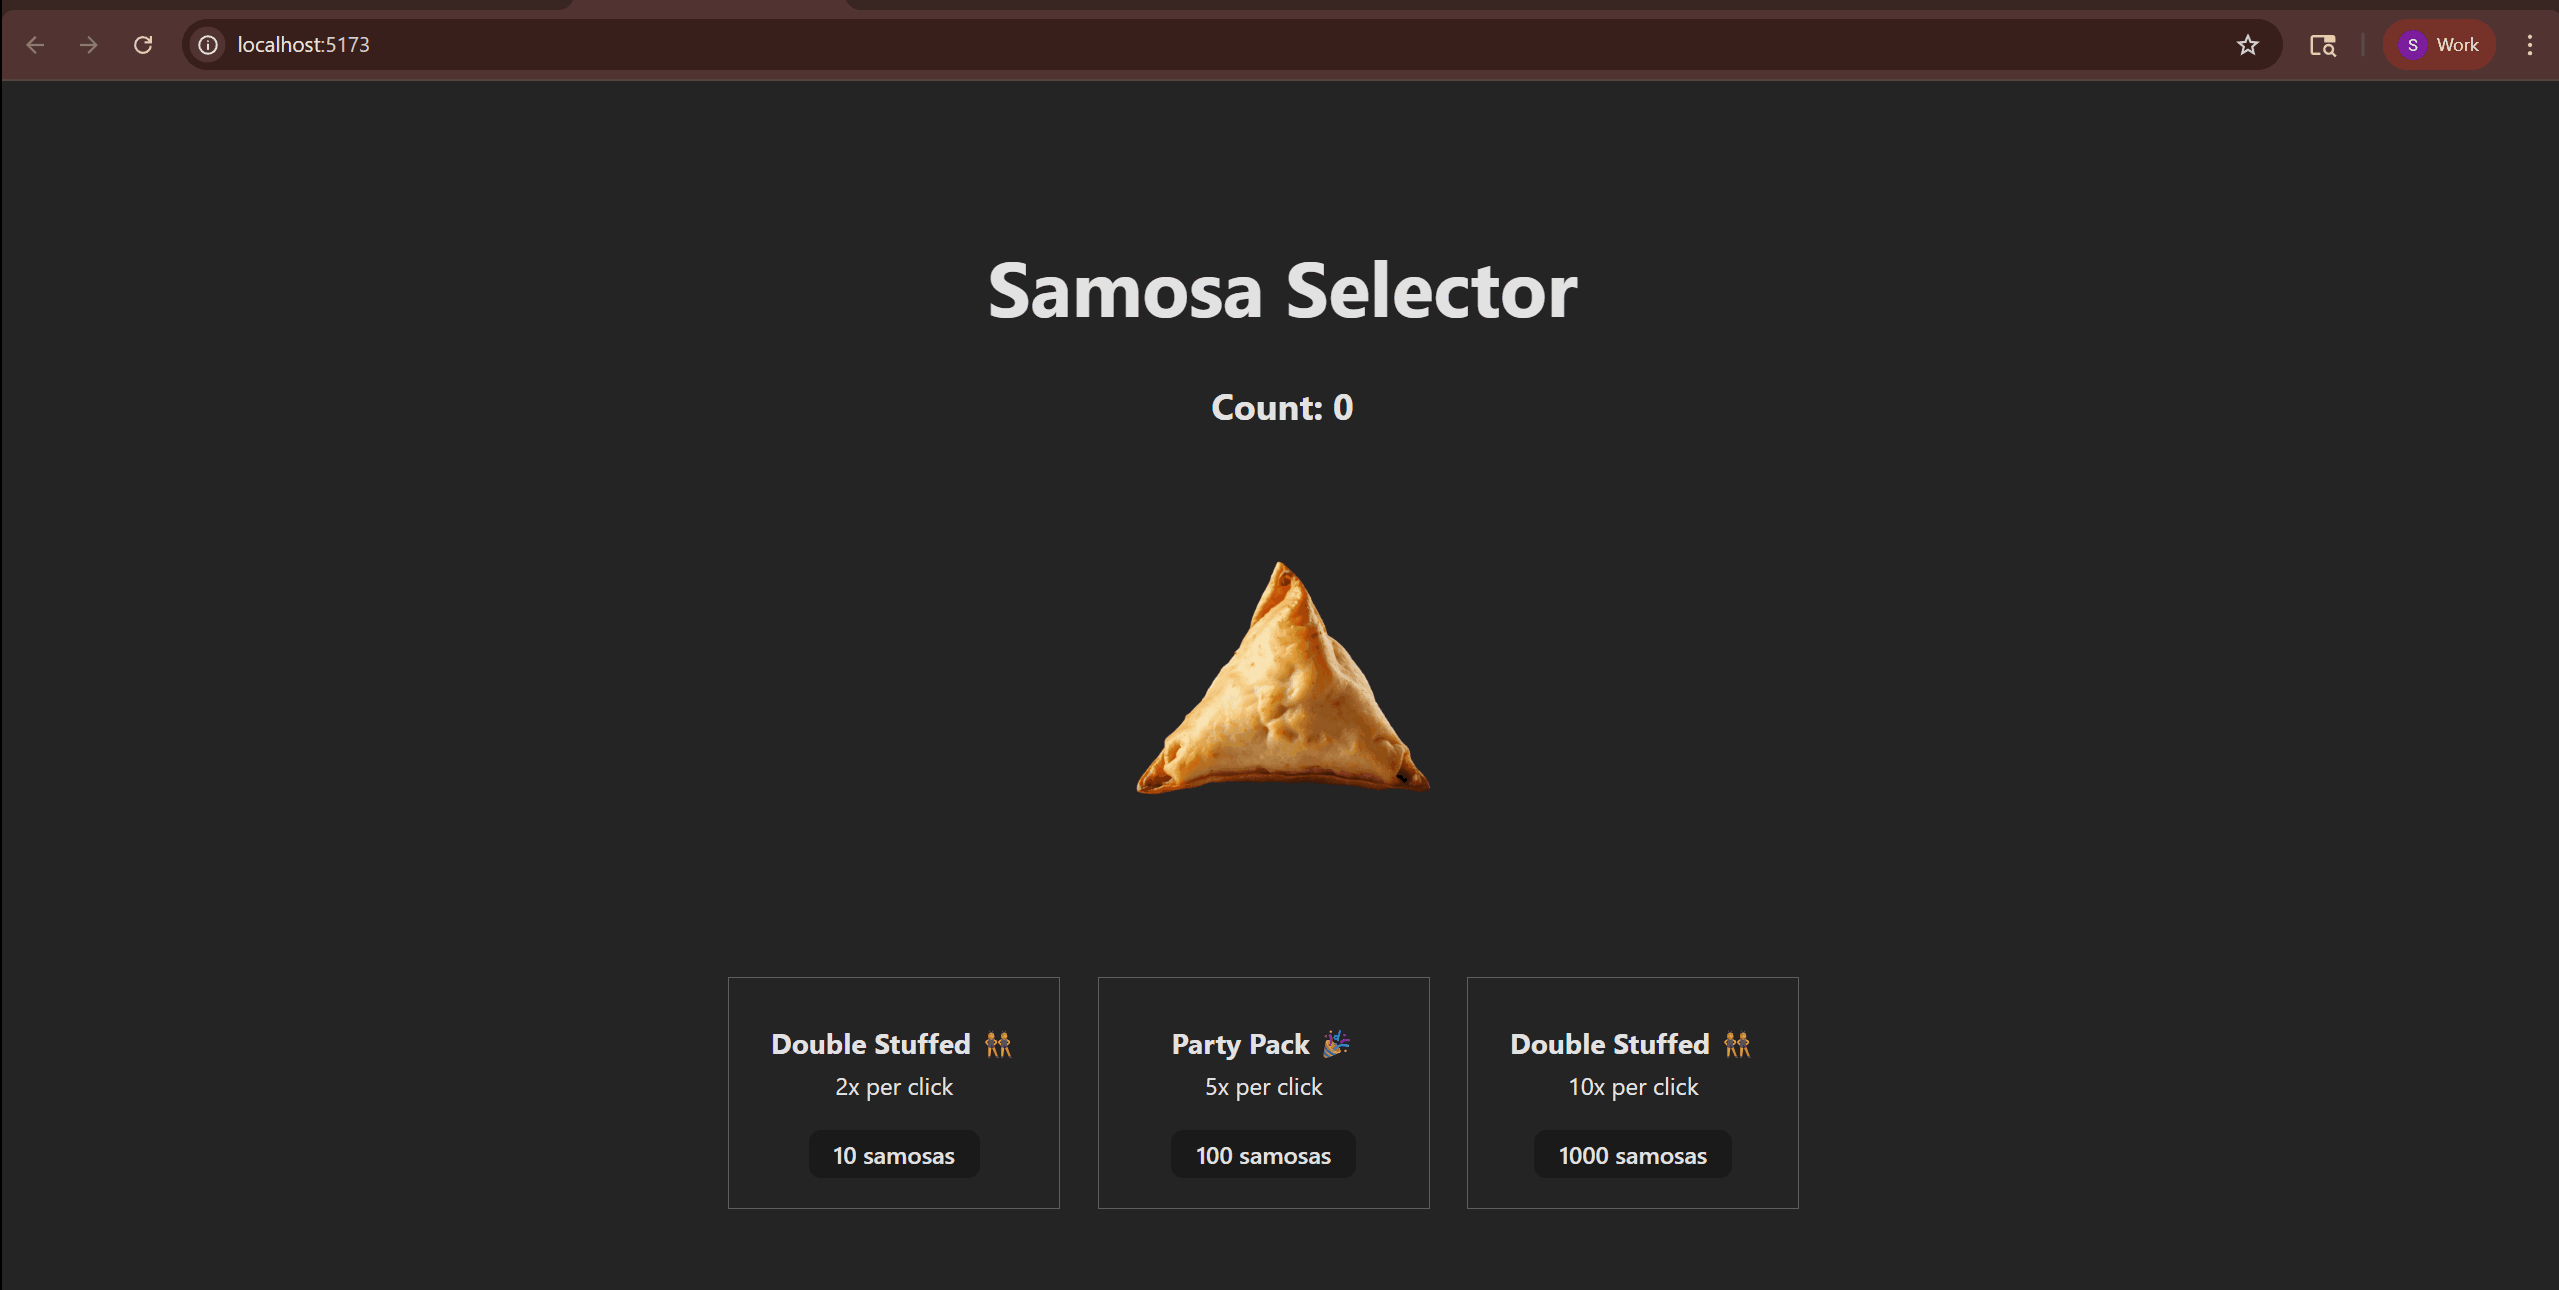 localhost:5173
S Work
Samosa Selector
Count: 0
Double Stuffed 👯
2x per click
10 samosas
Party Pack 🎉
5x per click
100 samosas
Double Stuffed 👯
10x per click
1000 samosas